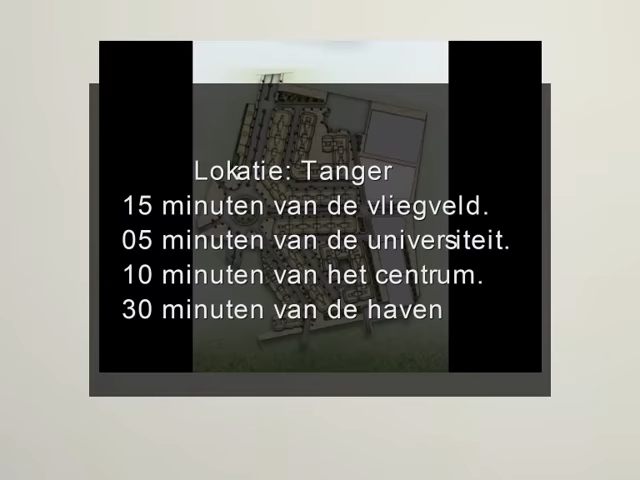 Lokatie: Tanger
15 minuten van de vliegveld.
05 minuten van de universiteit.
10 minuten van het centrum.
30 minuten van de haven